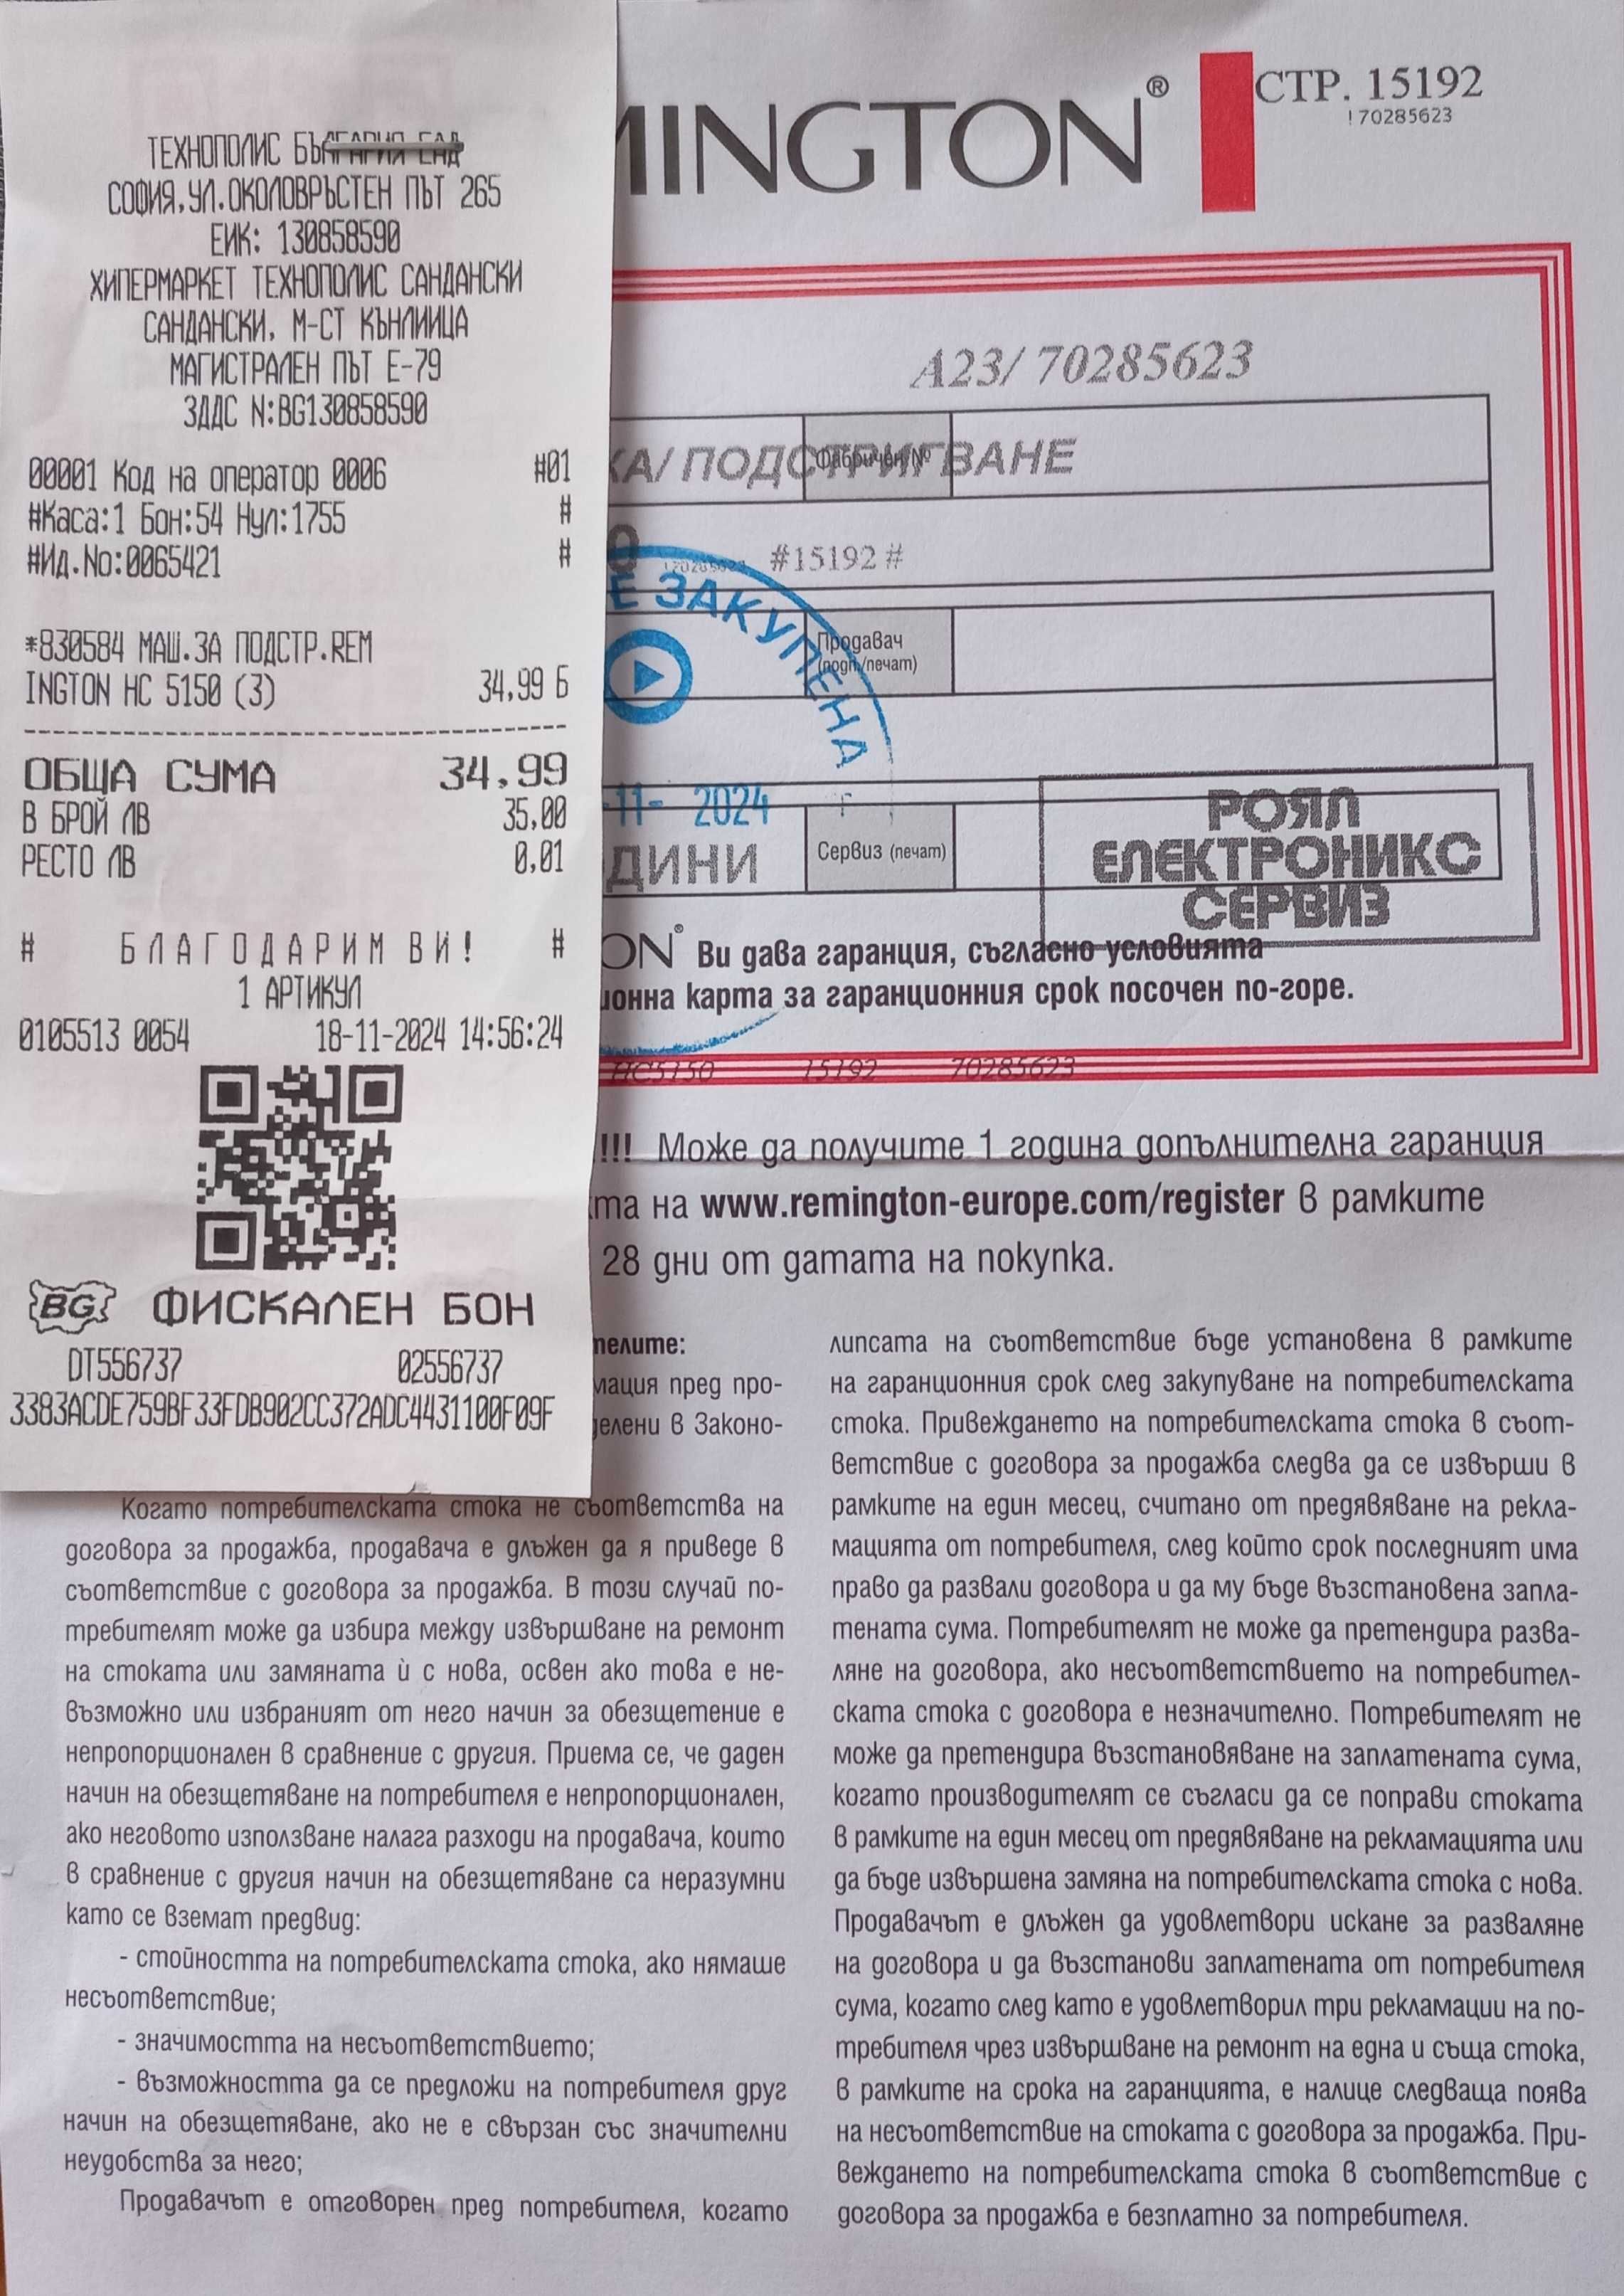 ТЕХНОПОЛИС БЪЛГАРИЯ ЕАД
СОФИЯ,УЛ.ОКОЛОВРЪСТЕН ПЪТ 265
ЕИК: 130858590
ХИПЕРМАРКЕТ ТЕХНОПОЛИС САНДАНСКИ
САНДАНСКИ, М-СТ КЪНЛИИЦА
МАГИСТРАЛЕН ПЪТ Е-79
ЗДДС N:BG130858590
00001 Код на оператор 0006 #01
#Каса:1 Бон:54 Нул:1755 #
#Ид.No:0065421 #
*830584 МАШ.ЗА ПОДСТР.REM
INGTON HC 5150 (3) 34,99 Б
ОБЩА СУМА 34,99
В БРОЙ ЛВ 35,00
РЕСТО ЛВ 0,01
# БЛАГОДАРИМ ВИ! #
1 АРТИКУЛ
0105513 0054 18-11-2024 14:56:24
BG ФИСКАЛЕН БОН
DT556737 02556737
3383ACDE759BF33FDB902CC372ADC4431100F09F
MINGTON®
СТР. 15192
!70285623
A23/ 70285623
КА/ ПОДСТРИГВАНЕ
Фабричен №
#15192 #
Е ЗАКУПЕНА
Продавач
(подп./печат)
-11- 2024 г
ДИНИ
Сервиз (печат)
РОЯЛ
ЕЛЕКТРОНИКС
СЕРВИЗ
ON® Ви дава гаранция, съгласно условията
ионна карта за гаранционния срок посочен по-горе.
HC5150 15192 70285623
!!! Може да получите 1 година допълнителна гаранция
та на www.remington-europe.com/register в рамките
28 дни от датата на покупка.
телите:
мация пред про-
делени в Законо-
Когато потребителската стока не съответства на
договора за продажба, продавача е длъжен да я приведе в
съответствие с договора за продажба. В този случай по-
требителят може да избира между извършване на ремонт
на стоката или замяната ѝ с нова, освен ако това е не-
възможно или избраният от него начин за обезщетение е
непропорционален в сравнение с другия. Приема се, че даден
начин на обезщетяване на потребителя е непропорционален,
ако неговото използване налага разходи на продавача, които
в сравнение с другия начин на обезщетяване са неразумни
като се вземат предвид:
- стойността на потребителската стока, ако нямаше
несъответствие;
- значимостта на несъответствието;
- възможността да се предложи на потребителя друг
начин на обезщетяване, ако не е свързан със значителни
неудобства за него;
Продавачът е отговорен пред потребителя, когато
липсата на съответствие бъде установена в рамките
на гаранционния срок след закупуване на потребителската
стока. Привеждането на потребителската стока в съот-
ветствие с договора за продажба следва да се извърши в
рамките на един месец, считано от предявяване на рекла-
мацията от потребителя, след който срок последният има
право да развали договора и да му бъде възстановена запла-
тената сума. Потребителят не може да претендира разва-
ляне на договора, ако несъответствието на потребител-
ската стока с договора е незначително. Потребителят не
може да претендира възстановяване на заплатената сума,
когато производителят се съгласи да се поправи стоката
в рамките на един месец от предявяване на рекламацията или
да бъде извършена замяна на потребителската стока с нова.
Продавачът е длъжен да удовлетвори искане за разваляне
на договора и да възстанови заплатената от потребителя
сума, когато след като е удовлетворил три рекламации на по-
требителя чрез извършване на ремонт на една и съща стока,
в рамките на срока на гаранцията, е налице следваща поява
на несъответствие на стоката с договора за продажба. При-
веждането на потребителската стока в съответствие с
договора за продажба е безплатно за потребителя.